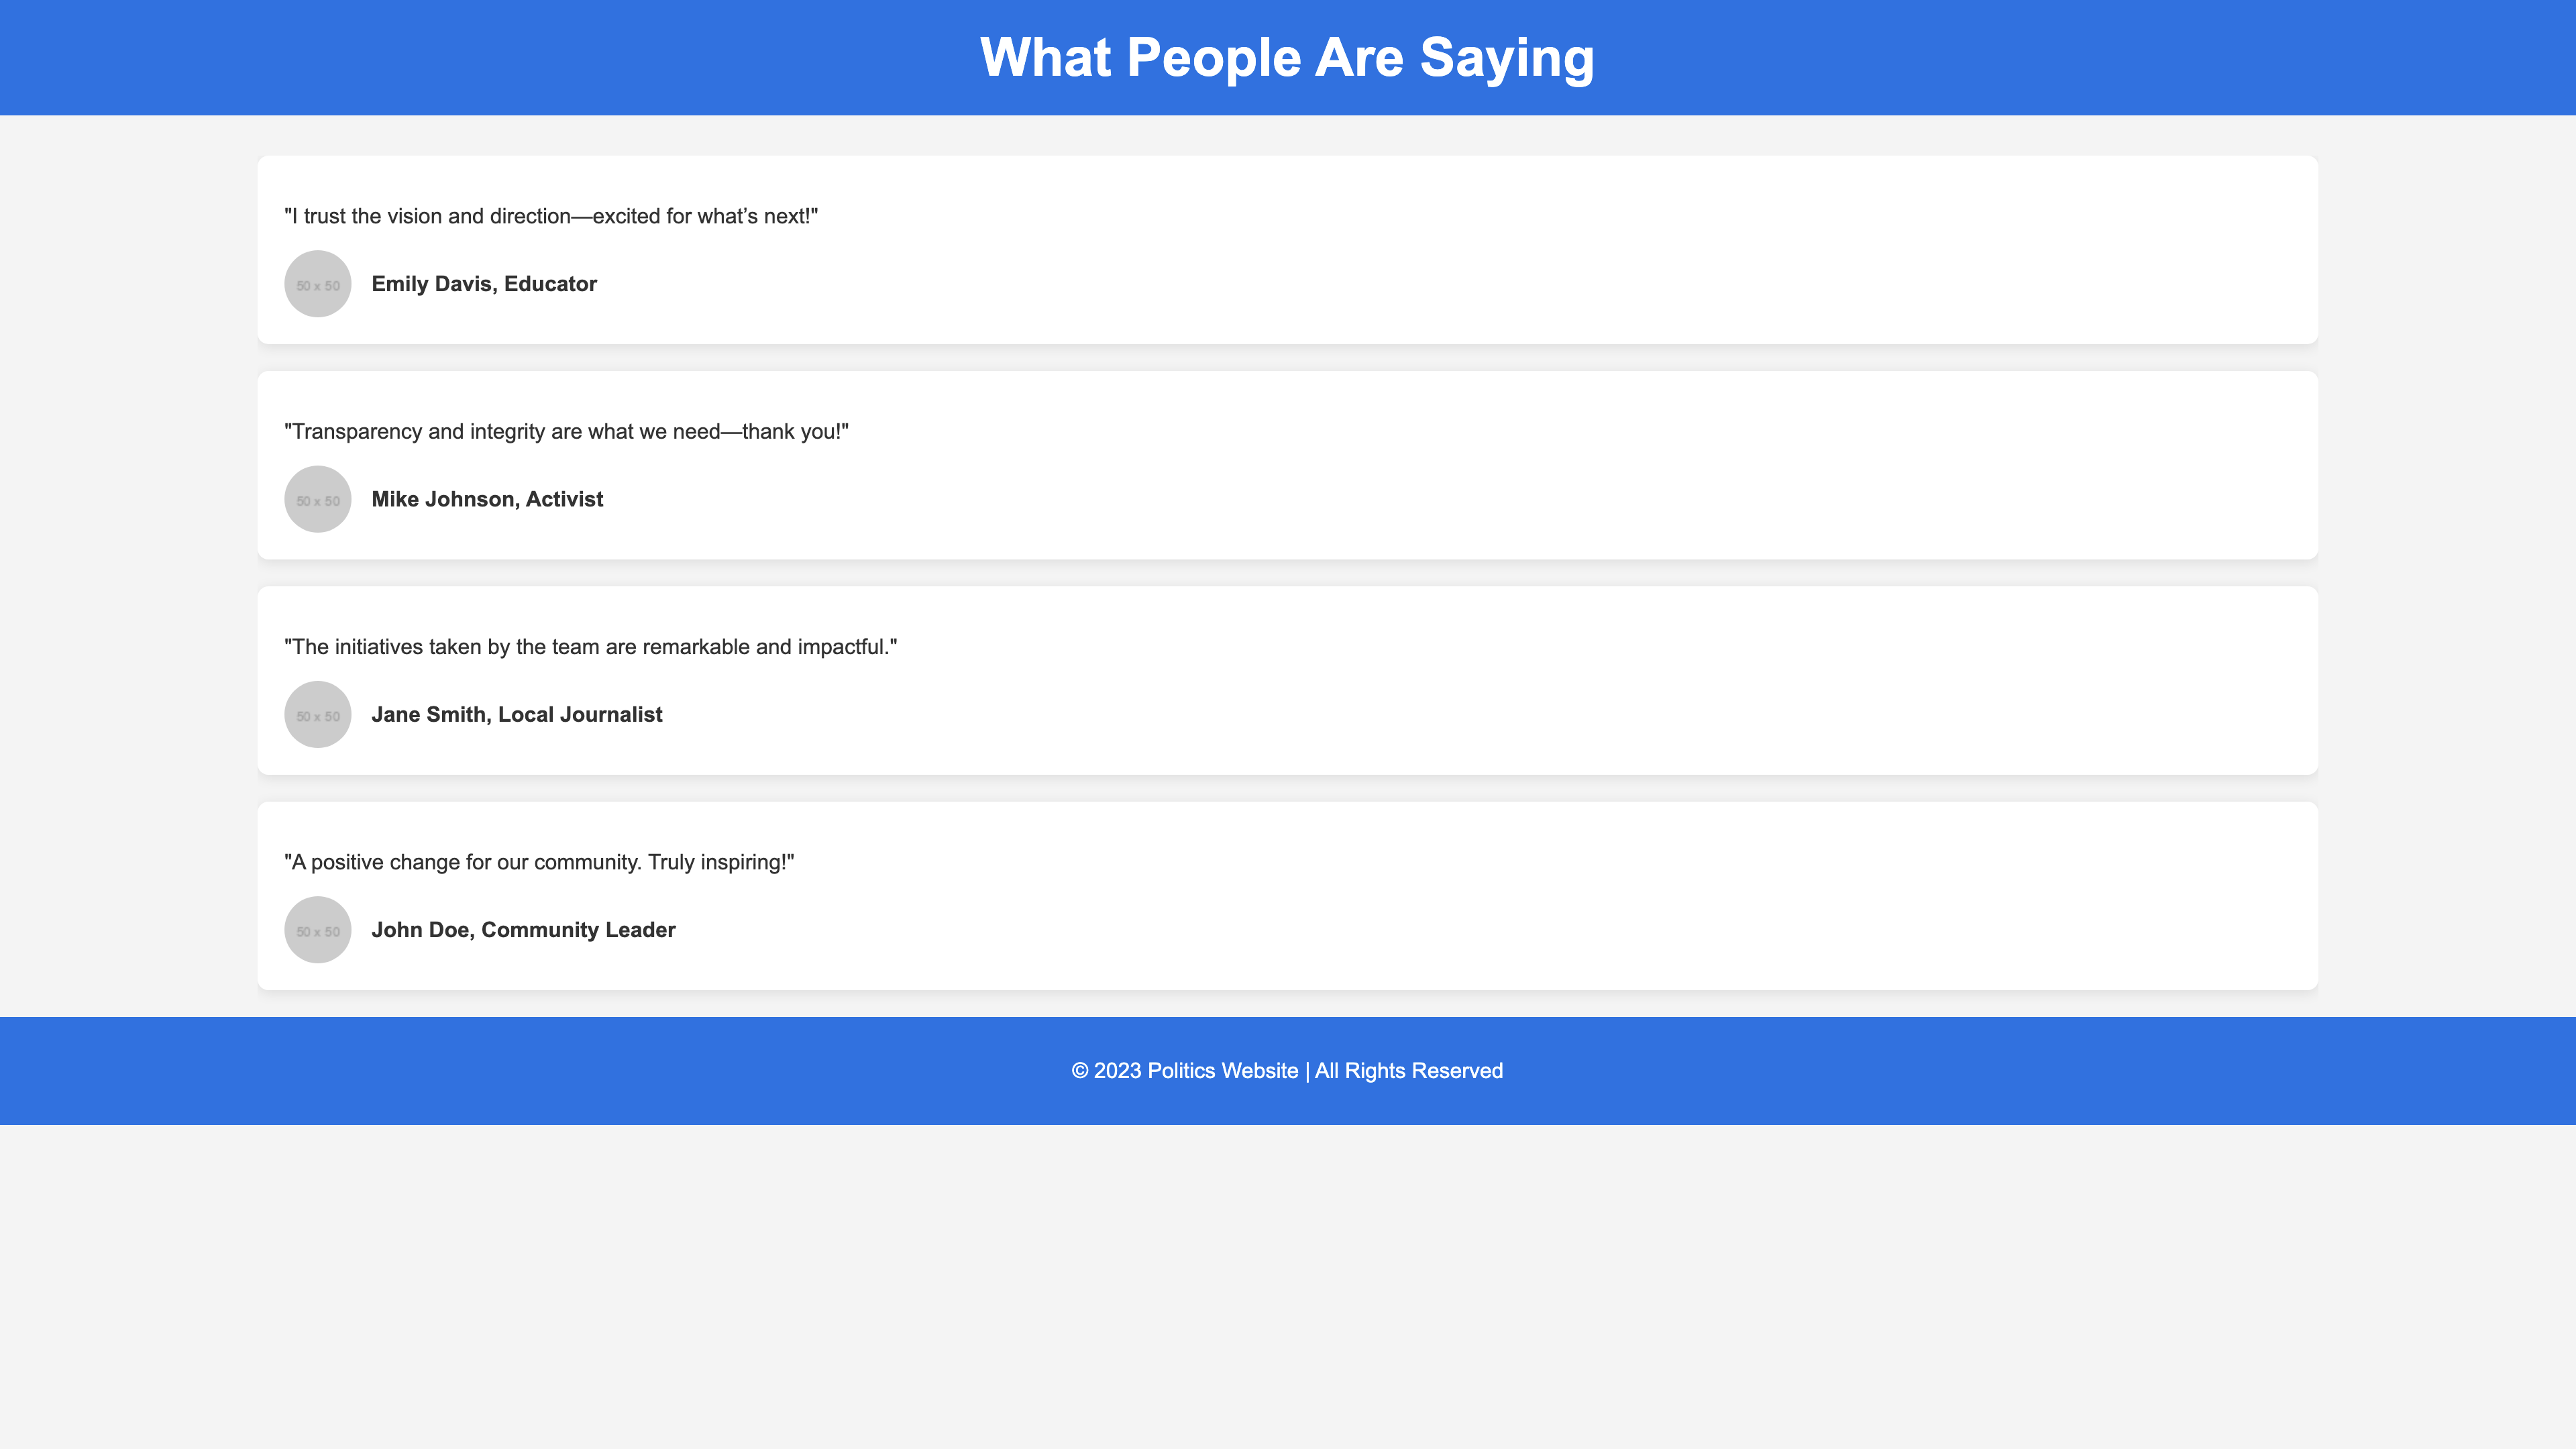 What People Are Saying
"I trust the vision and direction—excited for what’s next!"
50 x 50
Emily Davis, Educator
"Transparency and integrity are what we need—thank you!"
50 x 50
Mike Johnson, Activist
"The initiatives taken by the team are remarkable and impactful."
50 x 50
Jane Smith, Local Journalist
"A positive change for our community. Truly inspiring!"
50 x 50
John Doe, Community Leader
© 2023 Politics Website | All Rights Reserved